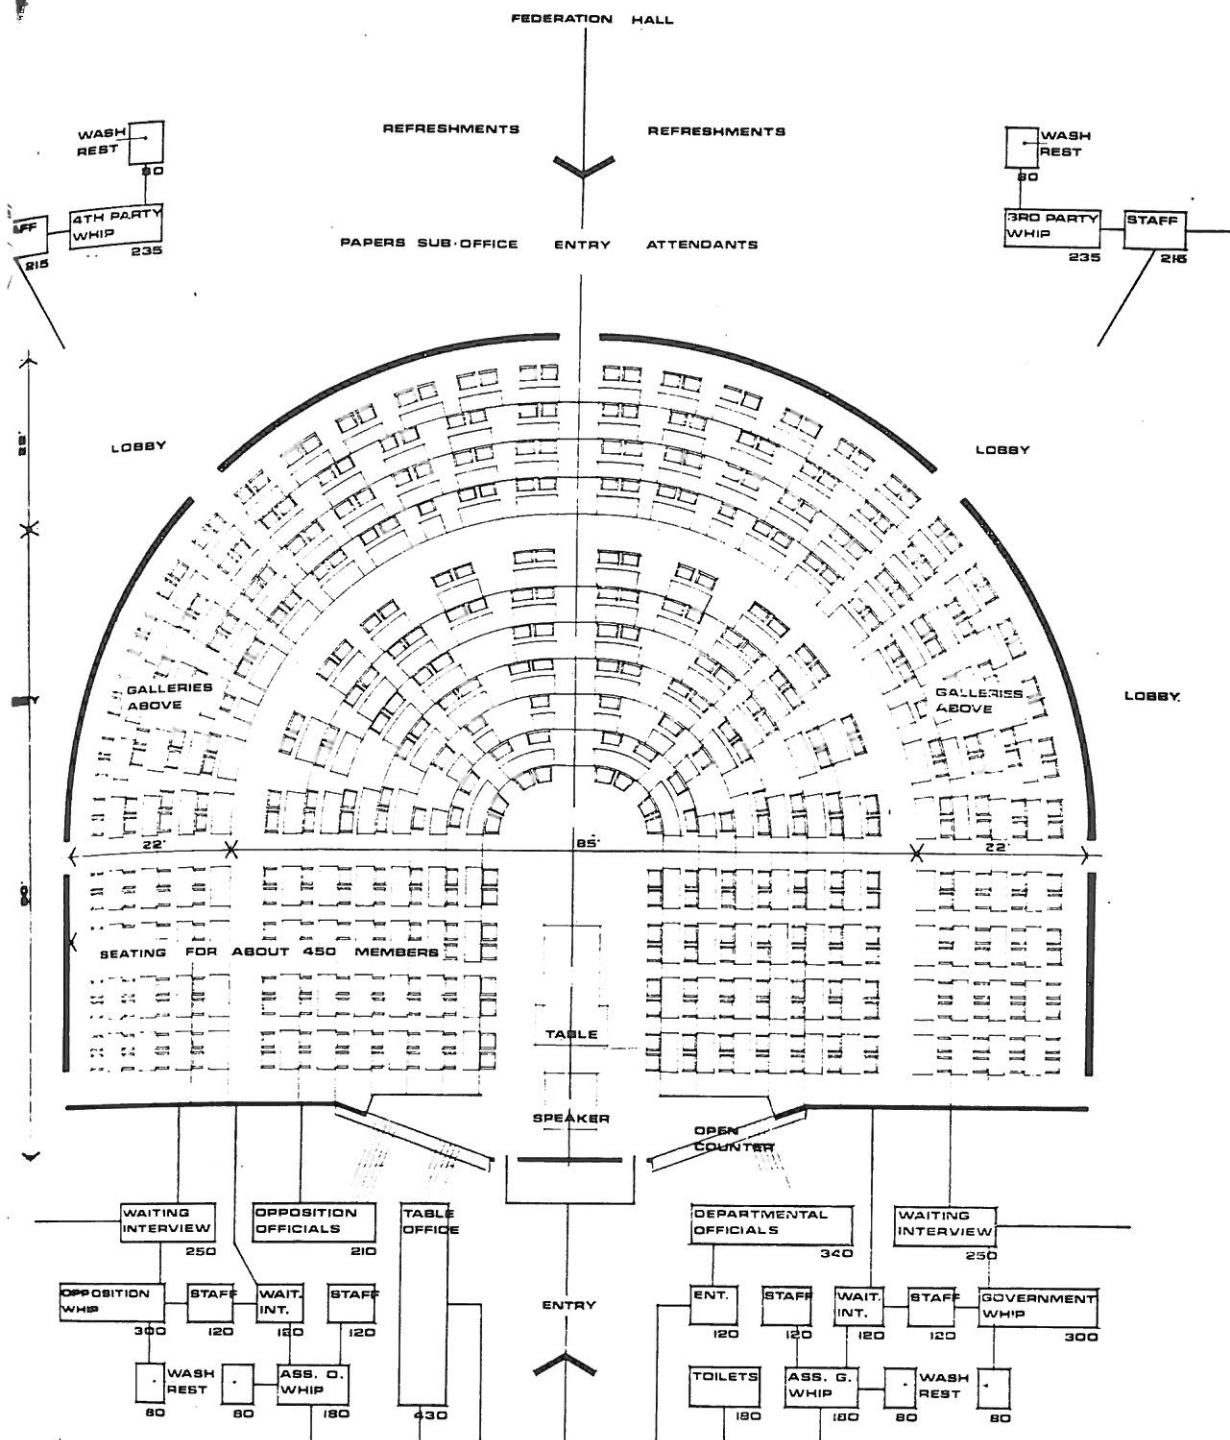 FEDERATION HALL
REFRESHMENTS REFRESHMENTS
WASH
REST
80
WASH
REST
80
4TH PARTY
WHIP
235
215
3RD PARTY
WHIP
235
STAFF
215
PAPERS SUB-OFFICE ENTRY ATTENDANTS
LOBBY
LOBBY
GALLERIES
ABOVE
GALLERIES
ABOVE
LOBBY
22' 85' 22'
SEATING FOR ABOUT 450 MEMBERS
TABLE
SPEAKER
OPEN
COUNTER
WAITING
INTERVIEW
250
OPPOSITION
OFFICIALS
210
TABLE
OFFICE
430
DEPARTMENTAL
OFFICIALS
340
WAITING
INTERVIEW
250
OPPOSITION
WHIP
300
STAFF
120
WAIT.
INT.
120
STAFF
120
ENTRY
ENT.
120
STAFF
120
WAIT.
INT.
120
STAFF
120
GOVERNMENT
WHIP
300
80
WASH
REST
80
ASS. O.
WHIP
180
TOILETS
180
ASS. G.
WHIP
180
80
WASH
REST
80